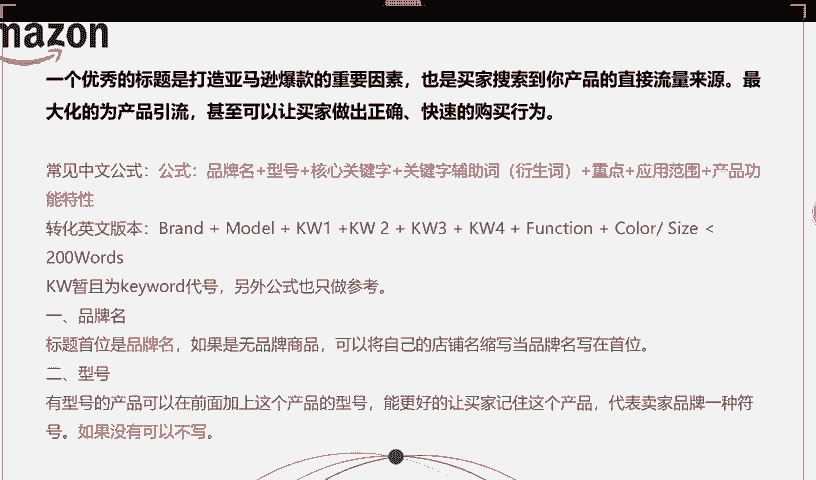 mazon
一个优秀的标题是打造亚马逊爆款的重要因素，也是买家搜索到你产品的直接流量来源。最
大化的为产品引流，甚至可以让买家做出正确、快速的购买行为。
常见中文公式：公式：品牌名+型号+核心关键字+关键字辅助词（衍生词）+重点+应用范围+产品功
能特性
转化英文版本：Brand + Model + KW1 +KW 2 + KW3 + KW4 + Function + Color/ Size <
200Words
KW暂且为keyword代号，另外公式也只做参考。
一、品牌名
标题首位是品牌名，如果是无品牌商品，可以将自己的店铺名缩写当品牌名写在首位。
二、型号
有型号的产品可以在前面加上这个产品的型号，能更好的让买家记住这个产品，代表卖家品牌一种符
号。如果没有可以不写。